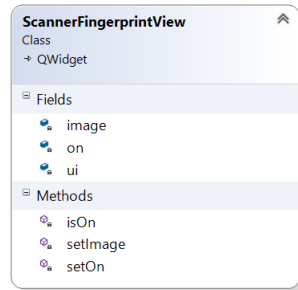 ScannerFingerprintView
Class
→ QWidget
Fields
image
on
ui
Methods
isOn
setImage
setOn